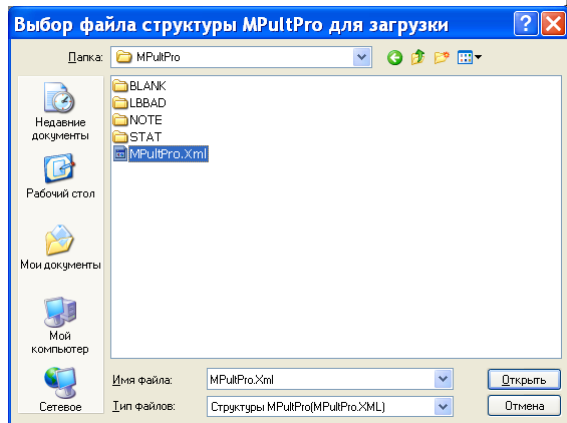 Выбор файла структуры MPultPro для загрузки
Папка: MPultPro
BLANK
LBBAD
NOTE
STAT
MPultPro.Xml
Недавние
документы
Рабочий стол
Мои документы
Мой
компьютер
Сетевое
Имя файла: MPultPro.Xml Открыть
Тип файлов: Структуры MPultPro(MPultPro.XML) Отмена